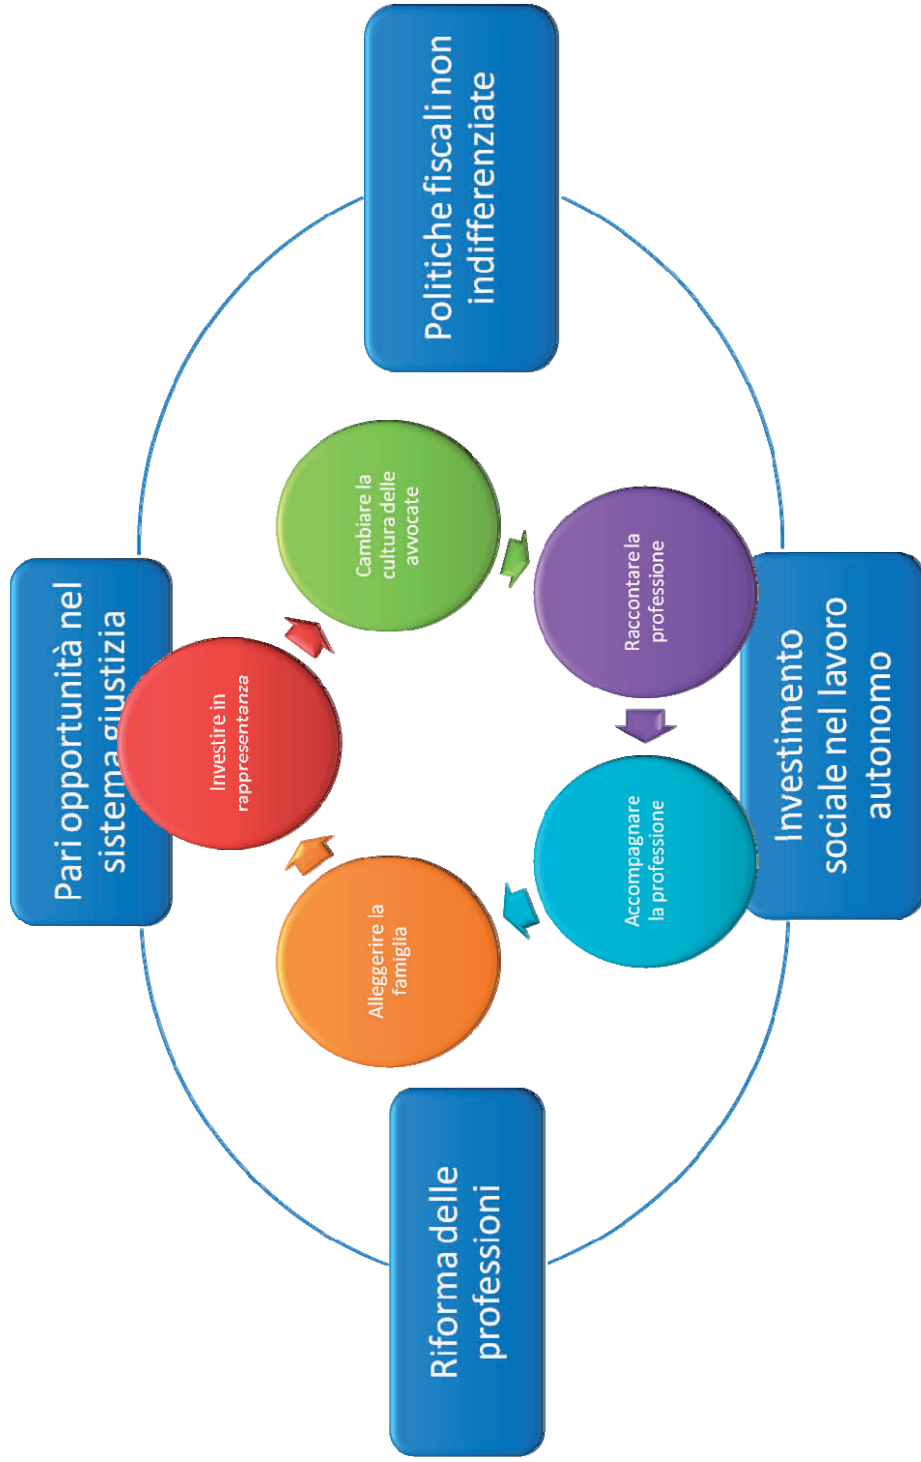 Pari opportunità nel
sistema giustizia
Investire in
rappresentanza
Politiche fiscali non
indifferenziate
Cambiare la
cultura delle
avvocate
Raccontare la
professione
Investimento
sociale nel lavoro
autonomo
Accompagnare
la professione
Alleggerire la
famiglia
Riforma delle
professioni